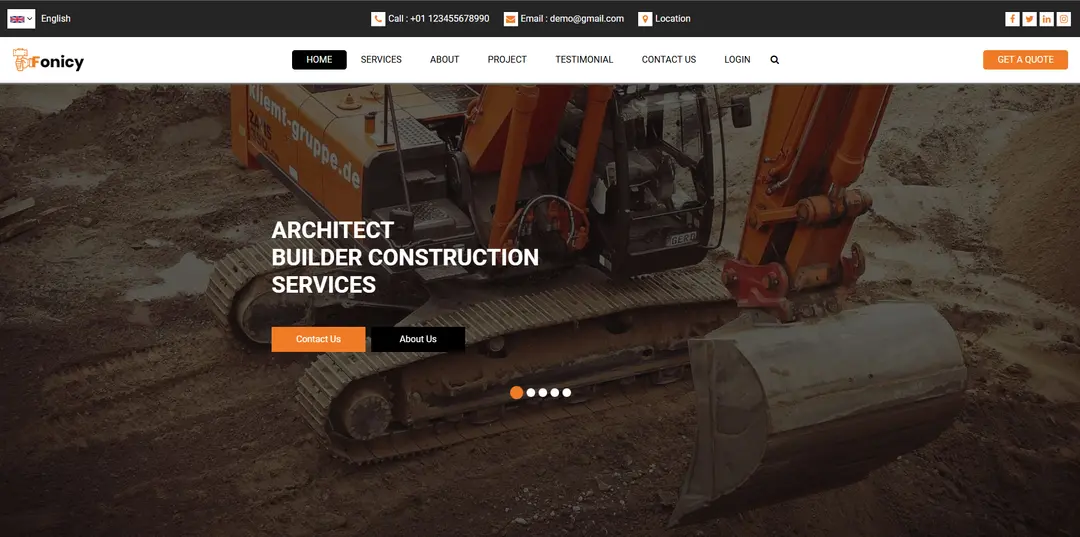 English
Call : +01 123455678990
Email : demo@gmail.com
Location
Fonicy
HOME
SERVICES
ABOUT
PROJECT
TESTIMONIAL
CONTACT US
LOGIN
GET A QUOTE
kliemt-gruppe.de
ARCHITECT
BUILDER CONSTRUCTION
SERVICES
Contact Us
About Us